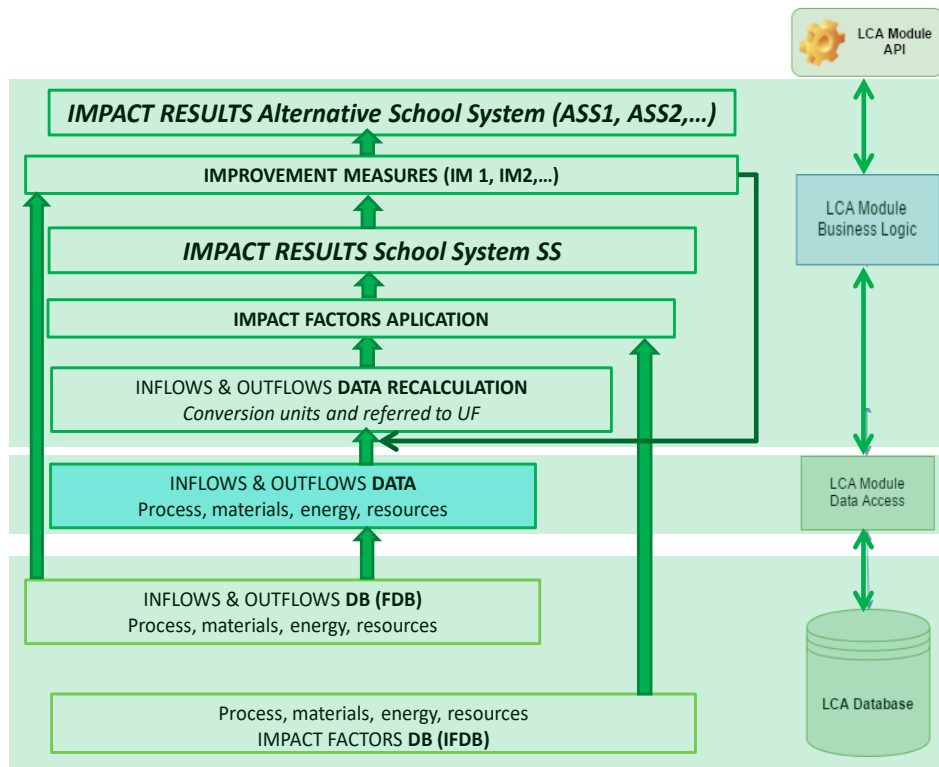 LCA Module
API
IMPACT RESULTS Alternative School System (ASS1, ASS2,...)
IMPROVEMENT MEASURES (IM 1, IM2,...)
LCA Module
Business Logic
IMPACT RESULTS School System SS
IMPACT FACTORS APLICATION
INFLOWS & OUTFLOWS DATA RECALCULATION
Conversion units and referred to UF
INFLOWS & OUTFLOWS DATA
Process, materials, energy, resources
LCA Module
Data Access
INFLOWS & OUTFLOWS DB (FDB)
Process, materials, energy, resources
Process, materials, energy, resources
IMPACT FACTORS DB (IFDB)
LCA Database